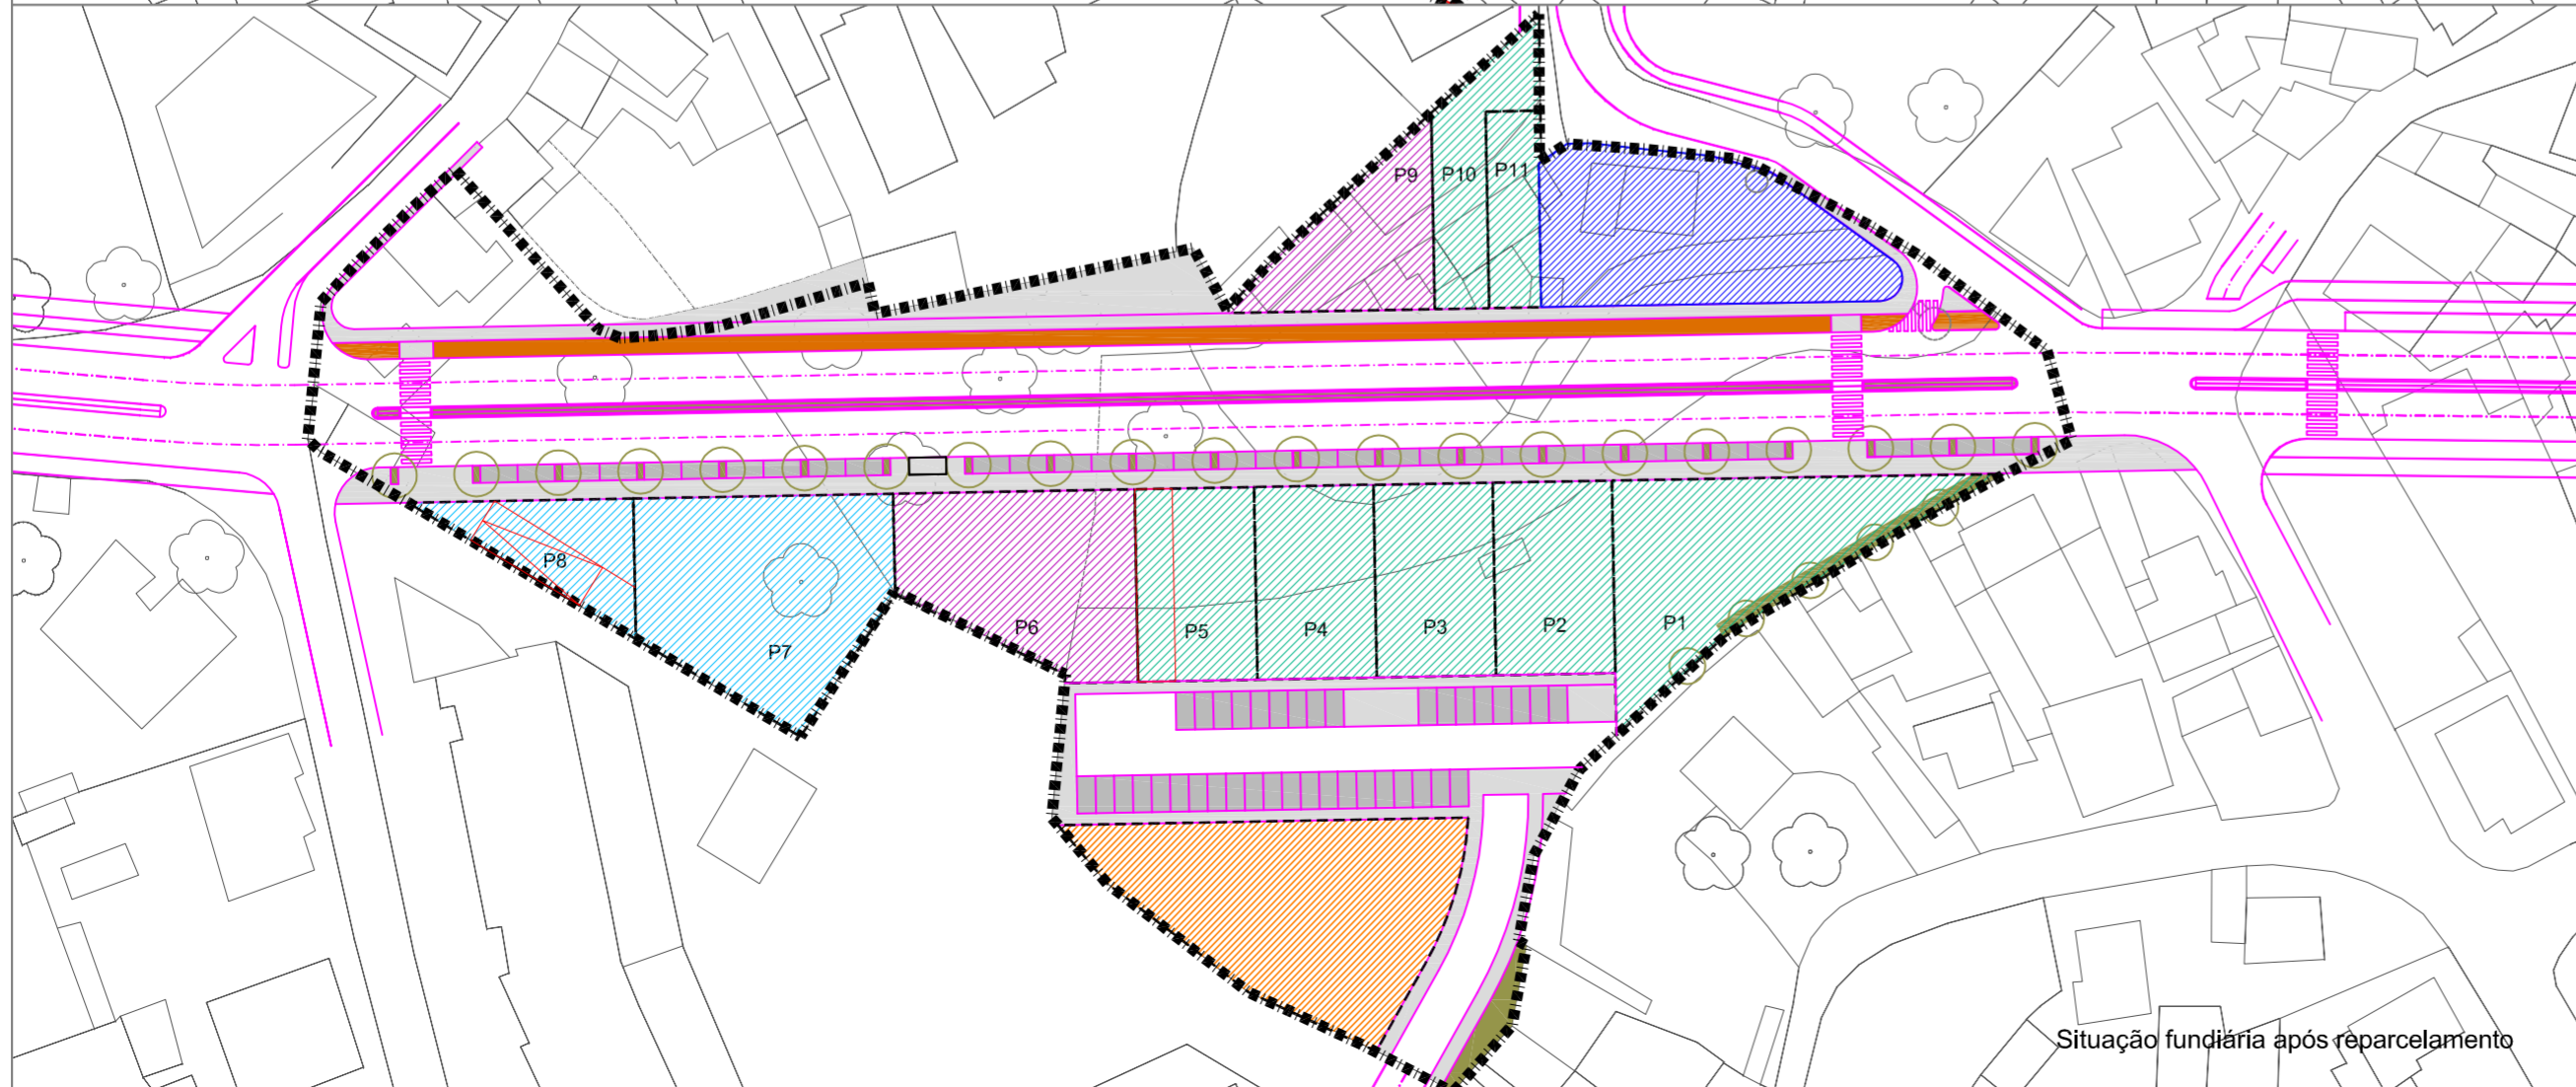 P9
P10
P11
P8
P7
P6
P5
P4
P3
P2
P1
Situação fundiária após reparcelamento